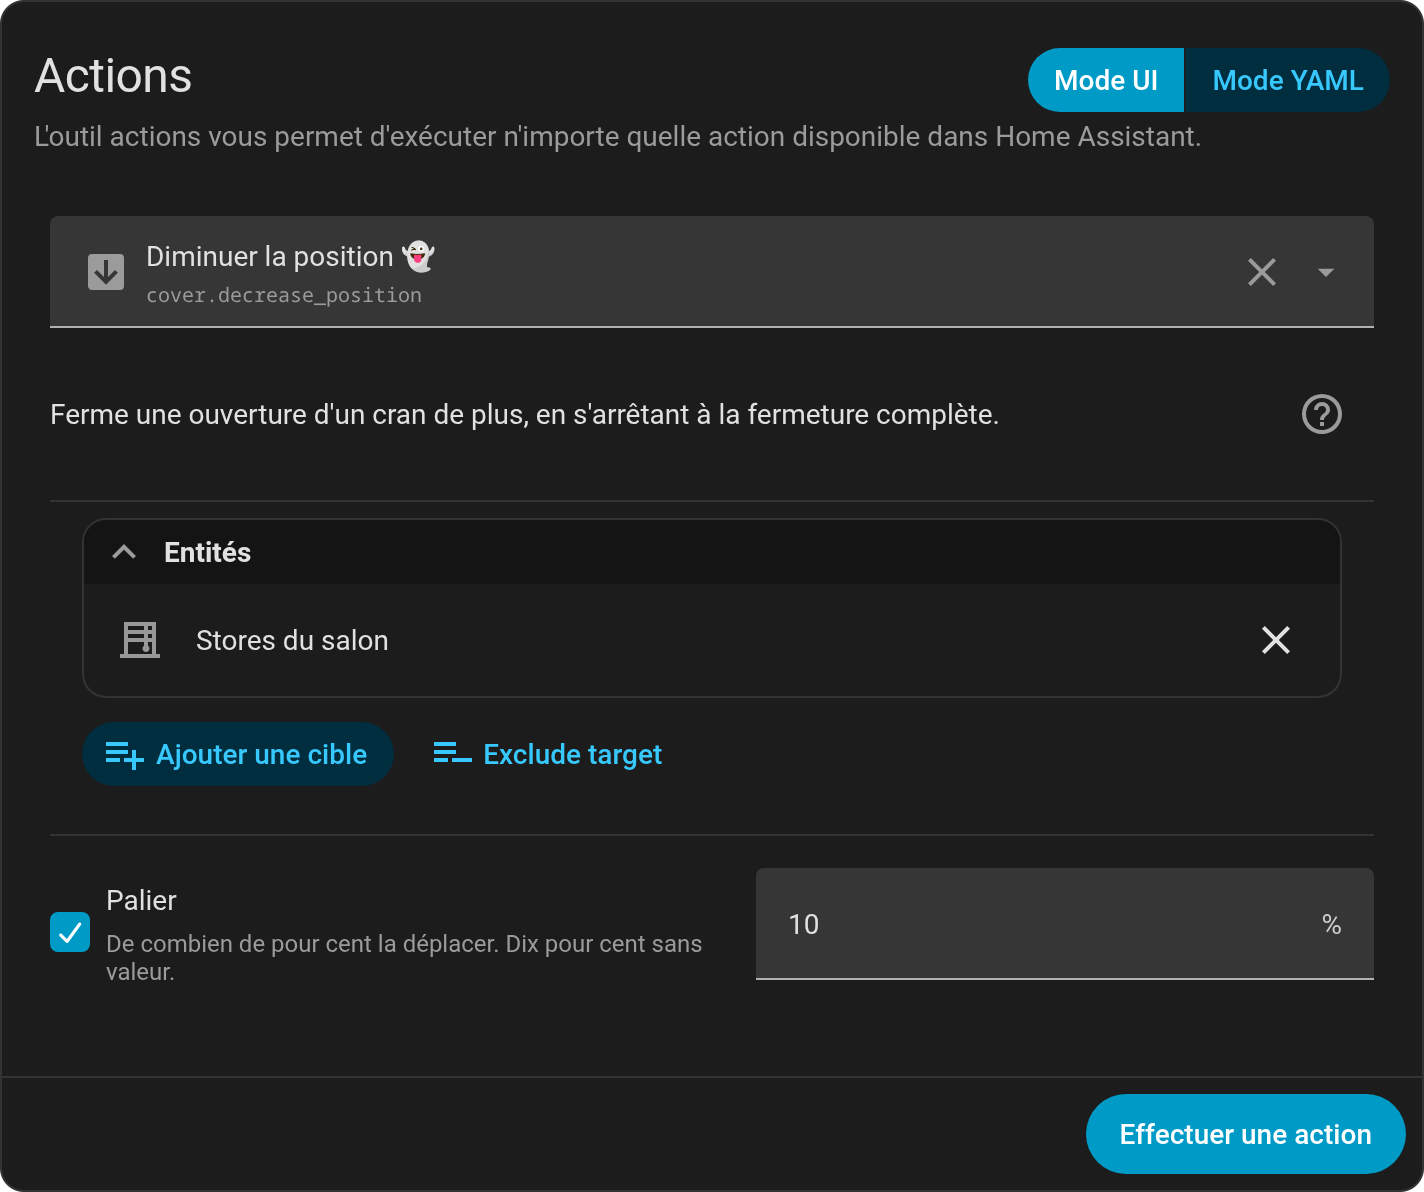 Actions
Mode UI
Mode YAML
L'outil actions vous permet d'exécuter n'importe quelle action disponible dans Home Assistant.
Diminuer la position 👻
cover.decrease_position
Ferme une ouverture d'un cran de plus, en s'arrêtant à la fermeture complète.
Entités
Stores du salon
Ajouter une cible
Exclude target
Palier
De combien de pour cent la déplacer. Dix pour cent sans
valeur.
10
%
Effectuer une action